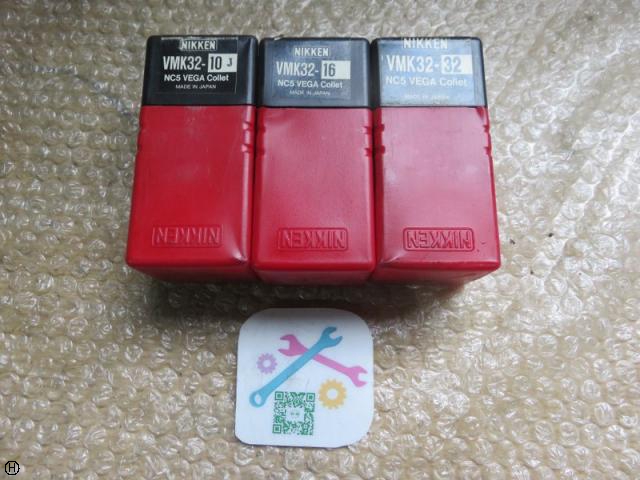 NIKKEN
VMK32-10 J
NC5 VEGA Collet
MADE IN JAPAN
NIKKEN
VMK32-16
NC5 VEGA Collet
MADE IN JAPAN
NIKKEN
VMK32-32
NC5 VEGA Collet
MADE IN JAPAN
NIKKEN
NIKKEN
NIKKEN
H